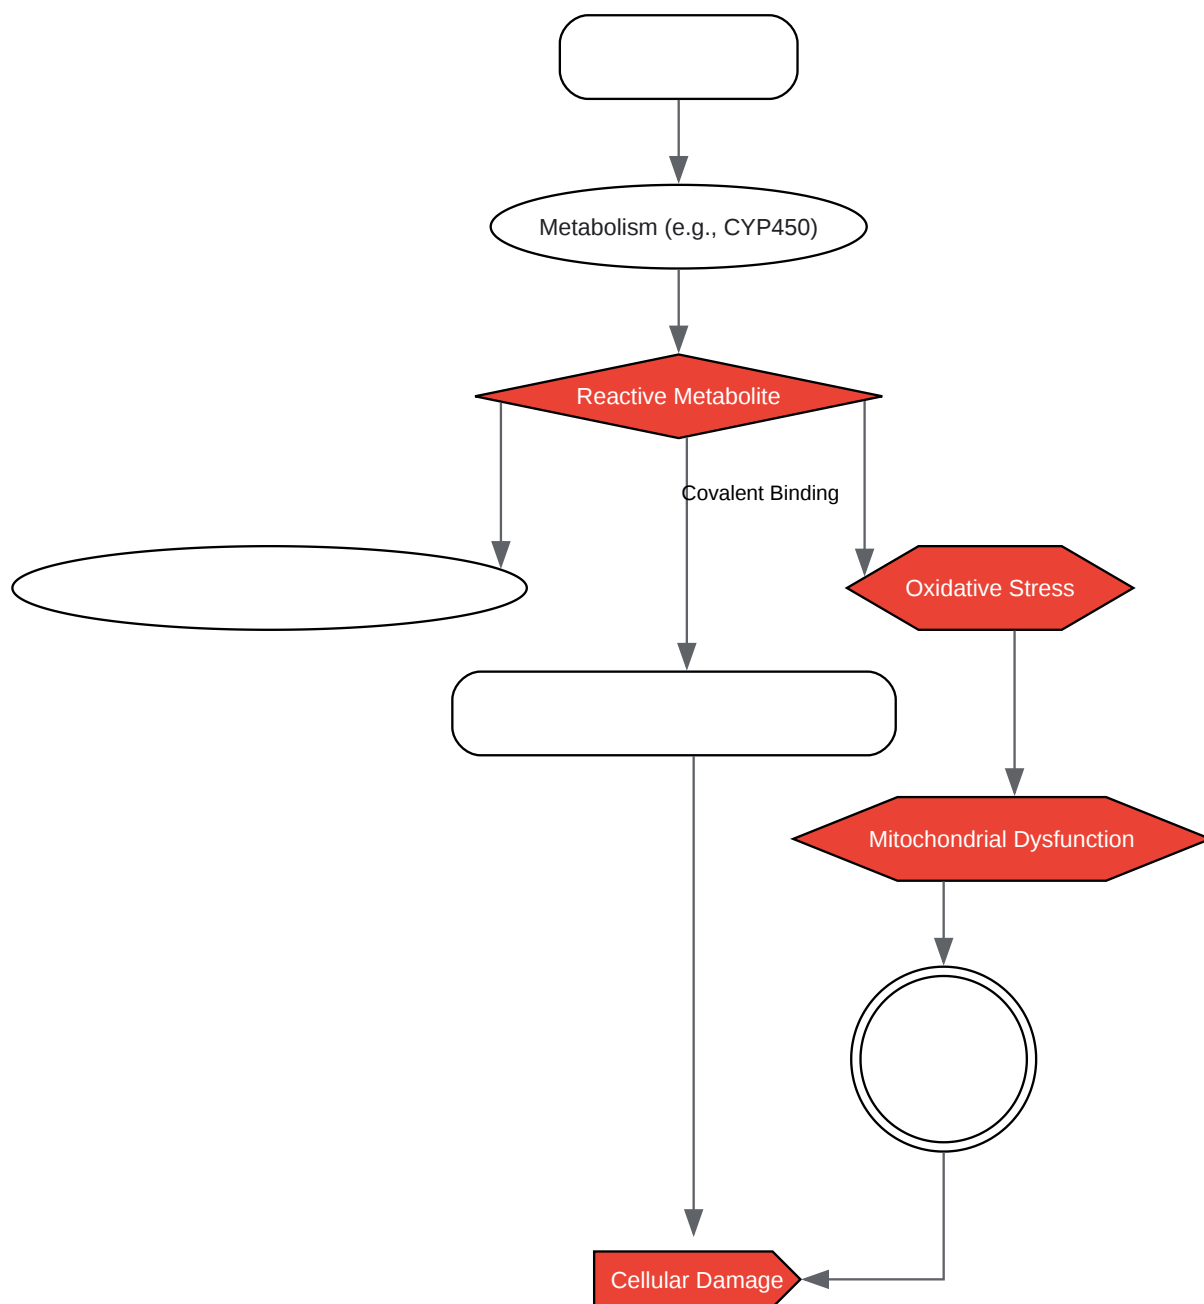 Metabolism (e.g., CYP450)
Reactive Metabolite
Covalent Binding
Oxidative Stress
Mitochondrial Dysfunction
Cellular Damage